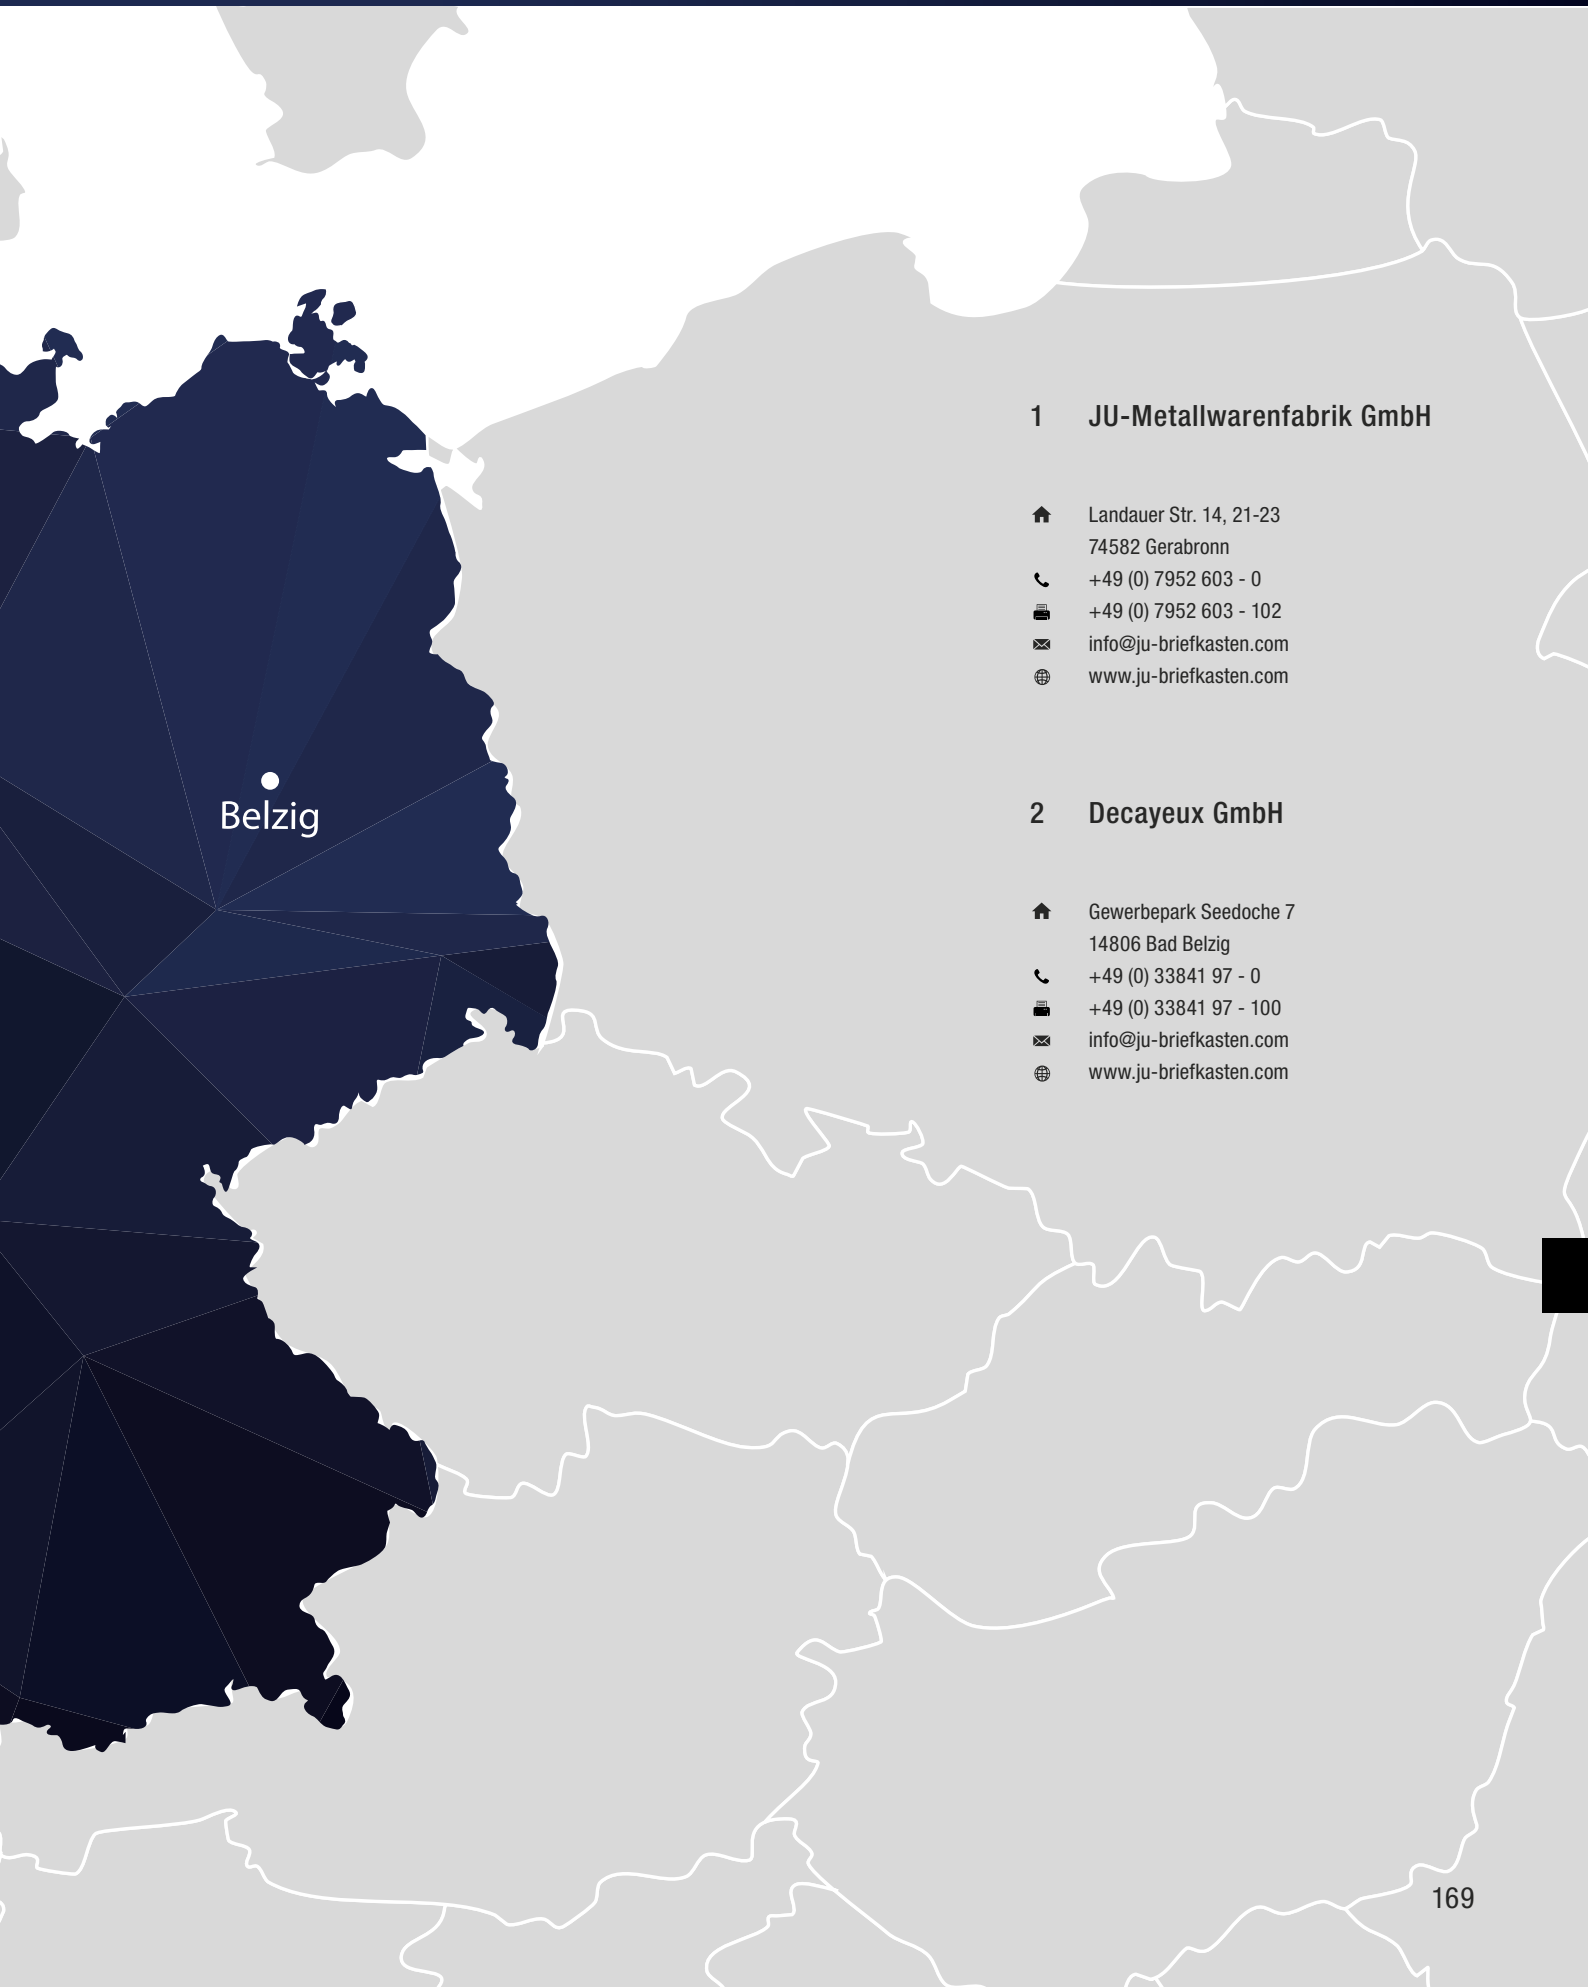 Belzig
1 JU-Metallwarenfabrik GmbH
Landauer Str. 14, 21-23
74582 Gerabronn
+49 (0) 7952 603 - 0
+49 (0) 7952 603 - 102
info@ju-briefkasten.com
www.ju-briefkasten.com
2 Decayeux GmbH
Gewerbepark Seedoche 7
14806 Bad Belzig
+49 (0) 33841 97 - 0
+49 (0) 33841 97 - 100
info@ju-briefkasten.com
www.ju-briefkasten.com
169